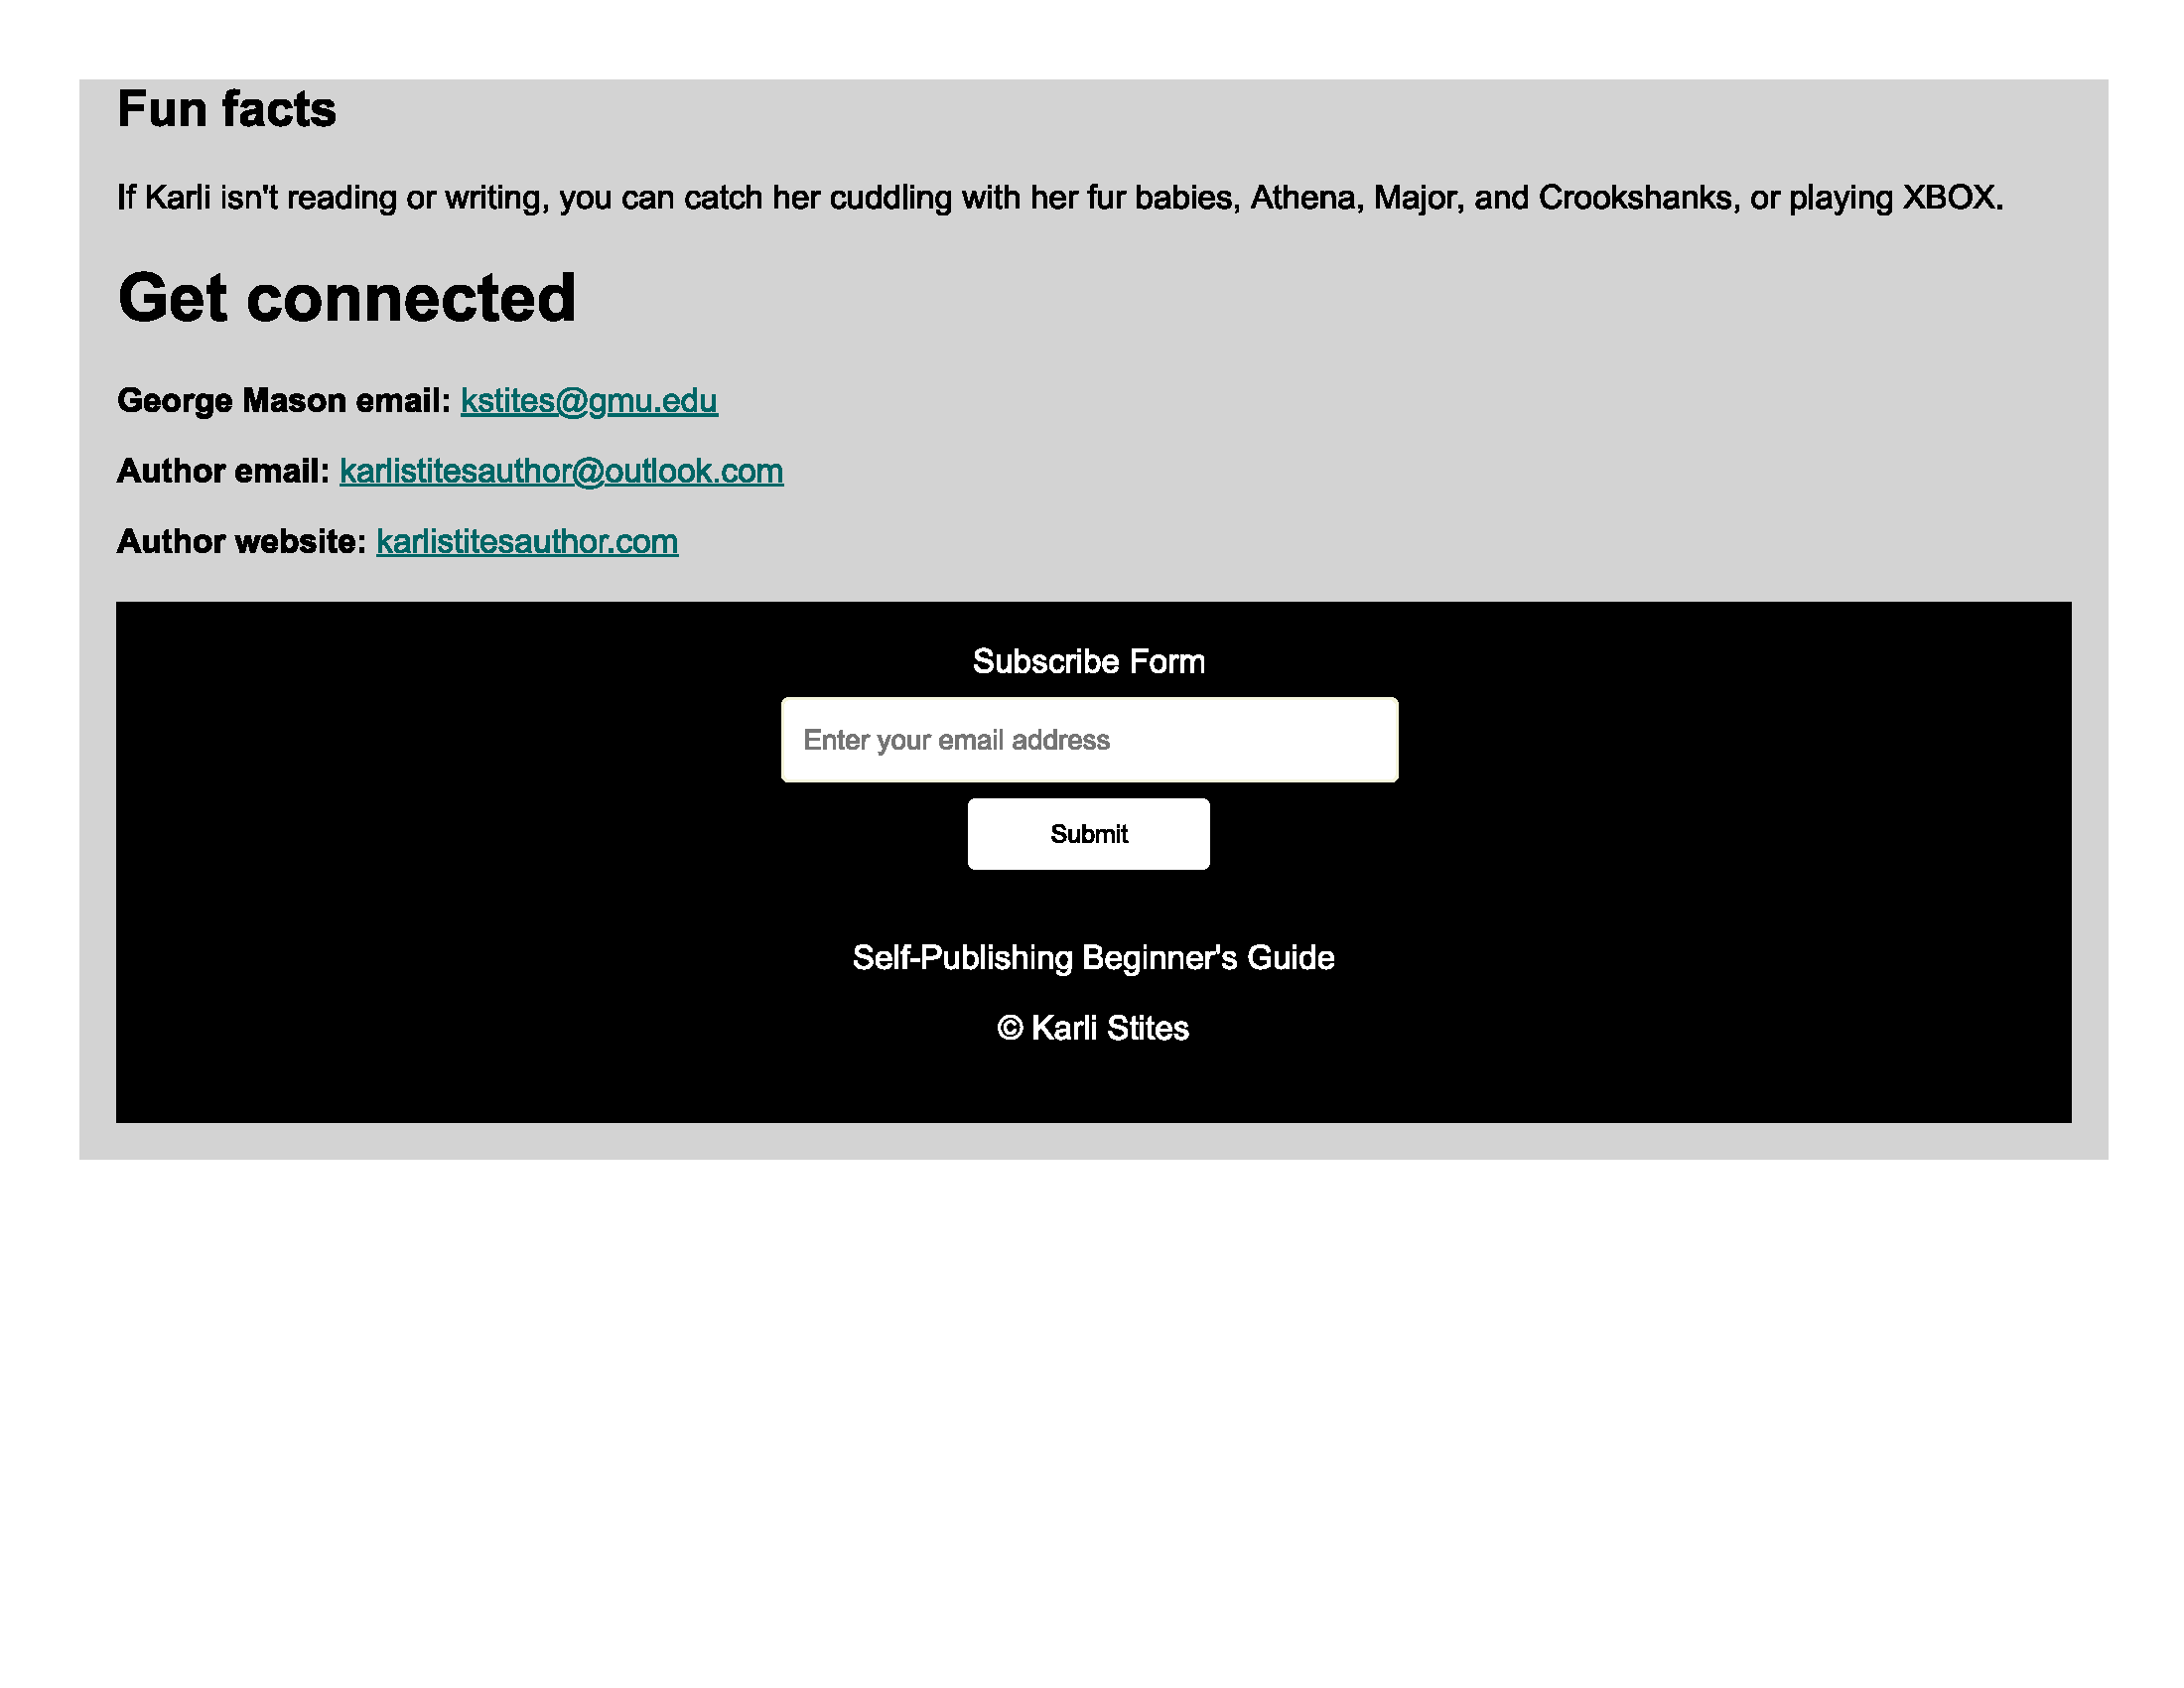 Fun facts
If Karli isn't reading or writing, you can catch her cuddling with her fur babies, Athena, Major, and Crookshanks, or playing XBOX.
Get connected
George Mason email: kstites@gmu.edu
Author email: karlistitesauthor@outlook.com
Author website: karlistitesauthor.com
Subscribe Form
Enter your email address
Submit
Self-Publishing Beginner's Guide
© Karli Stites